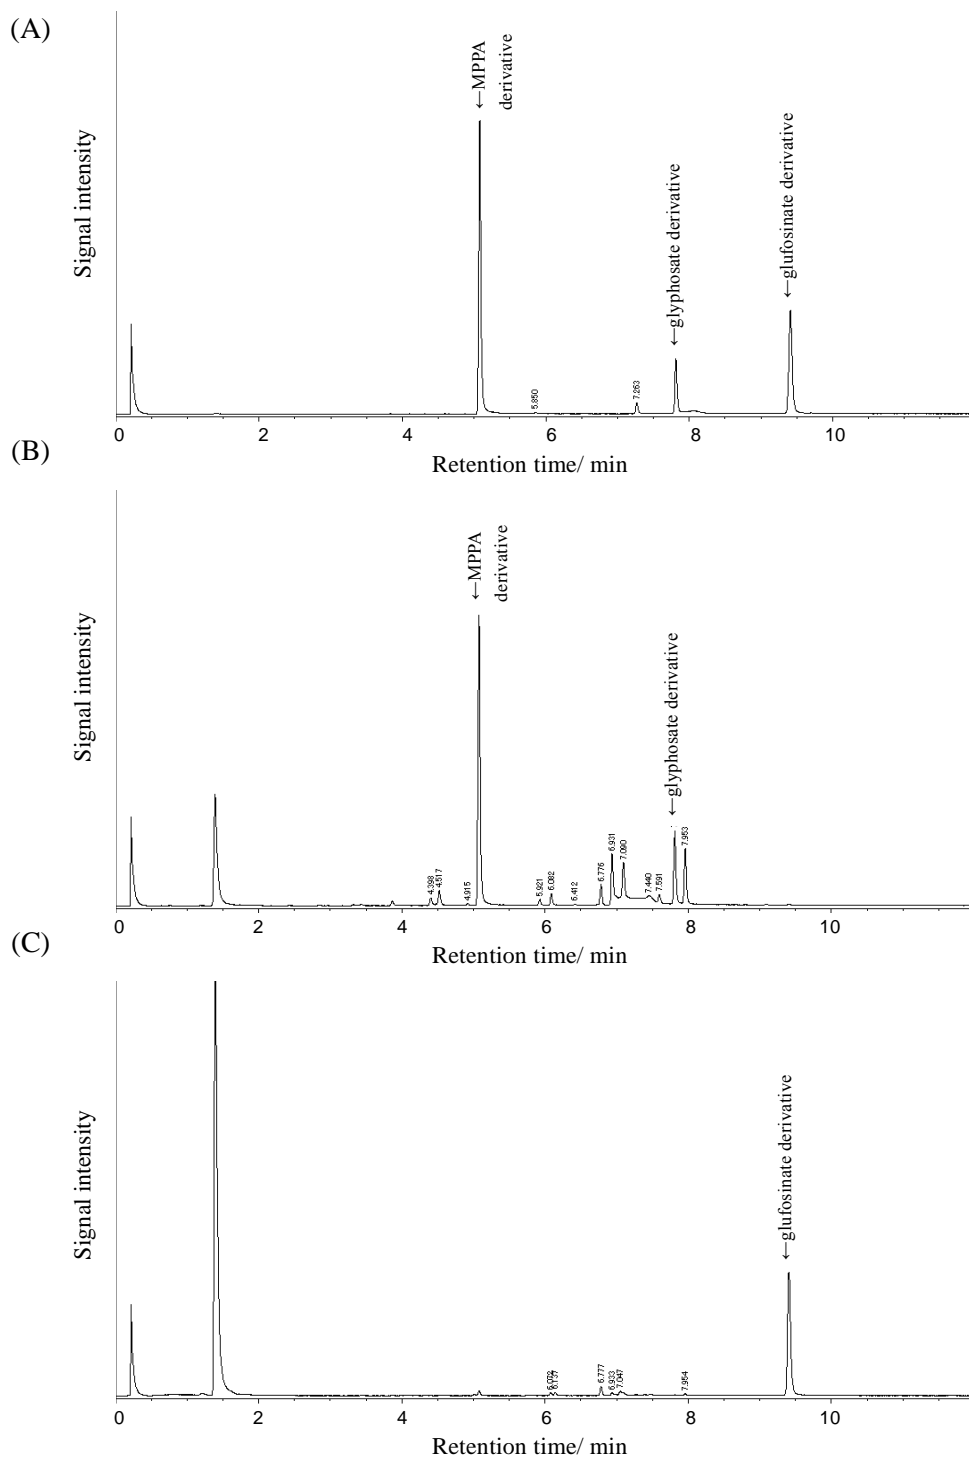 (A)
Signal intensity
←MPPA
derivative
5.850
7.263
←glyphosate derivative
←glufosinate derivative
0 2 4 6 8 10
Retention time/ min
(B)
Signal intensity
4.398
4.517
4.915
←MPPA
derivative
5.921
6.082
6.412
6.776
6.931
7.090
7.440
7.591
←glyphosate derivative
7.953
0 2 4 6 8 10
Retention time/ min
(C)
Signal intensity
6.137
6.777
6.933
7.047
7.954
←glufosinate derivative
0 2 4 6 8 10
Retention time/ min